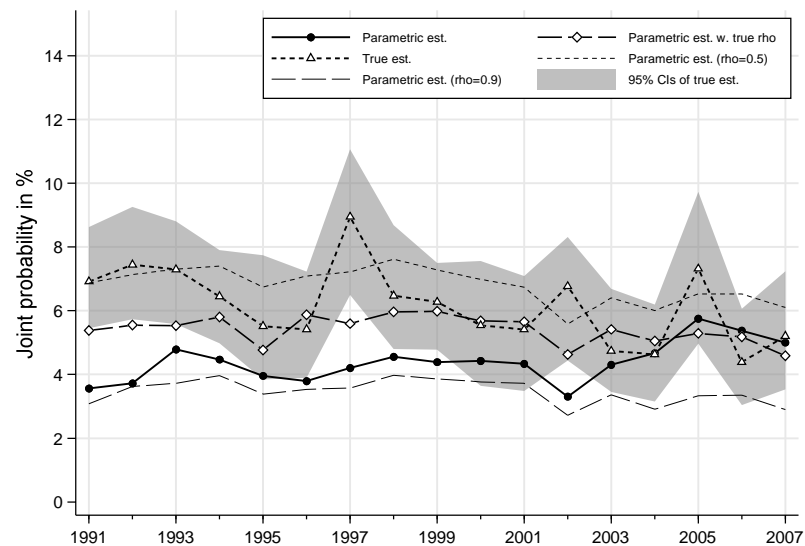 Parametric est.
Parametric est. w. true rho
True est.
Parametric est. (rho=0.5)
Parametric est. (rho=0.9)
95% CIs of true est.
Joint probability in %
14
12
10
8
6
4
2
0
1991 1993 1995 1997 1999 2001 2003 2005 2007